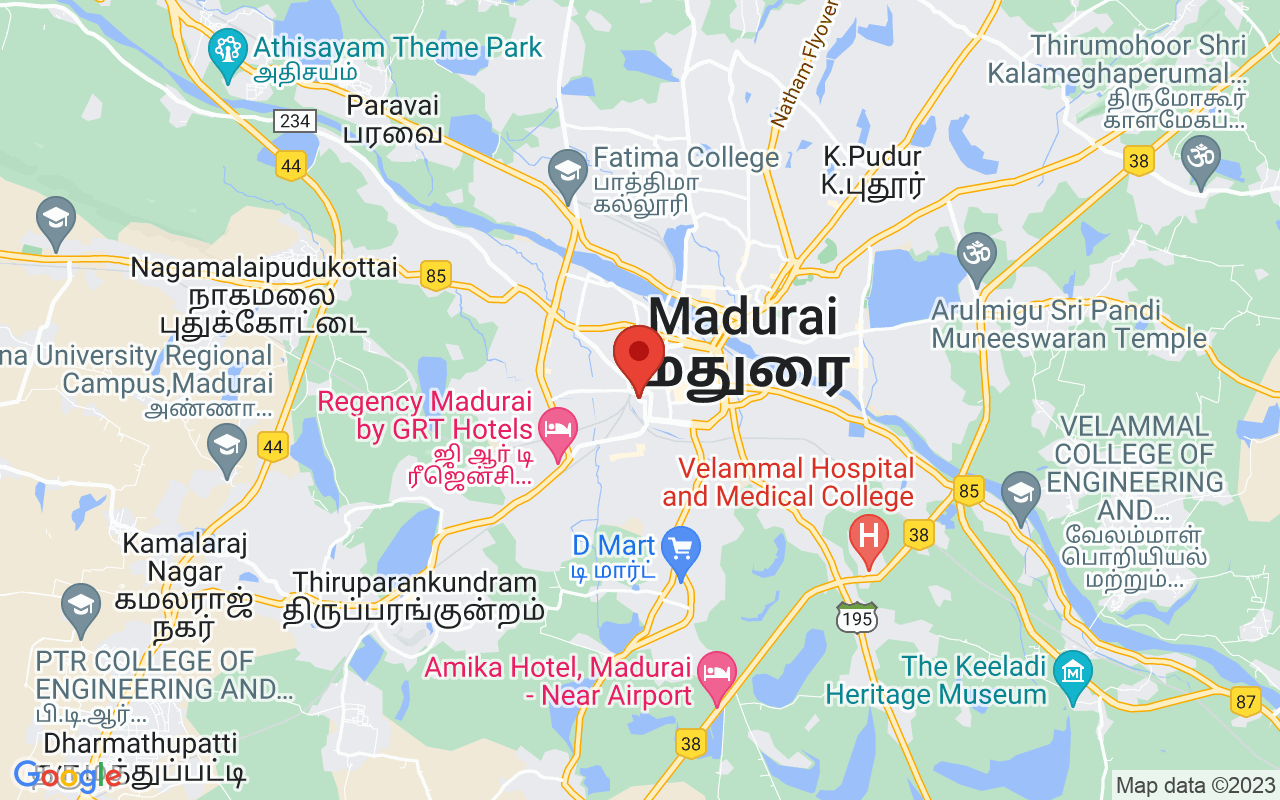 Athisayam Theme Park
அதிசயம்
Paravai
பரவை
234
44
Natham Flyover
Thirumohoor Shri
Kalameghaperumal...
திருமோகூர்
காளமேகப்...
Fatima College
பாத்திமா
கல்லூரி
K.Pudur
K.புதூர்
38
Nagamalaipudukottai
நாகமலை
புதுக்கோட்டை
85
Madurai
மதுரை
Arulmigu Sri Pandi
Muneeswaran Temple
na University Regional
Campus,Madurai
அண்ணா...
44
Regency Madurai
by GRT Hotels
ஜி ஆர் டி
ரீஜென்சி...
Velammal Hospital
and Medical College
VELAMMAL
COLLEGE OF
ENGINEERING
AND...
வேலம்மாள்
பொறியியல்
மற்றும்...
85
38
D Mart
டி மார்ட்
Kamalaraj
Nagar
கமலராஜ்
நகர்
Thiruparankundram
திருப்பரங்குன்றம்
195
PTR COLLEGE OF
ENGINEERING AND...
பி.டி.ஆர்...
Amika Hotel, Madurai
- Near Airport
The Keeladi
Heritage Museum
87
38
Dharmathupatti
Google
Map data ©2023